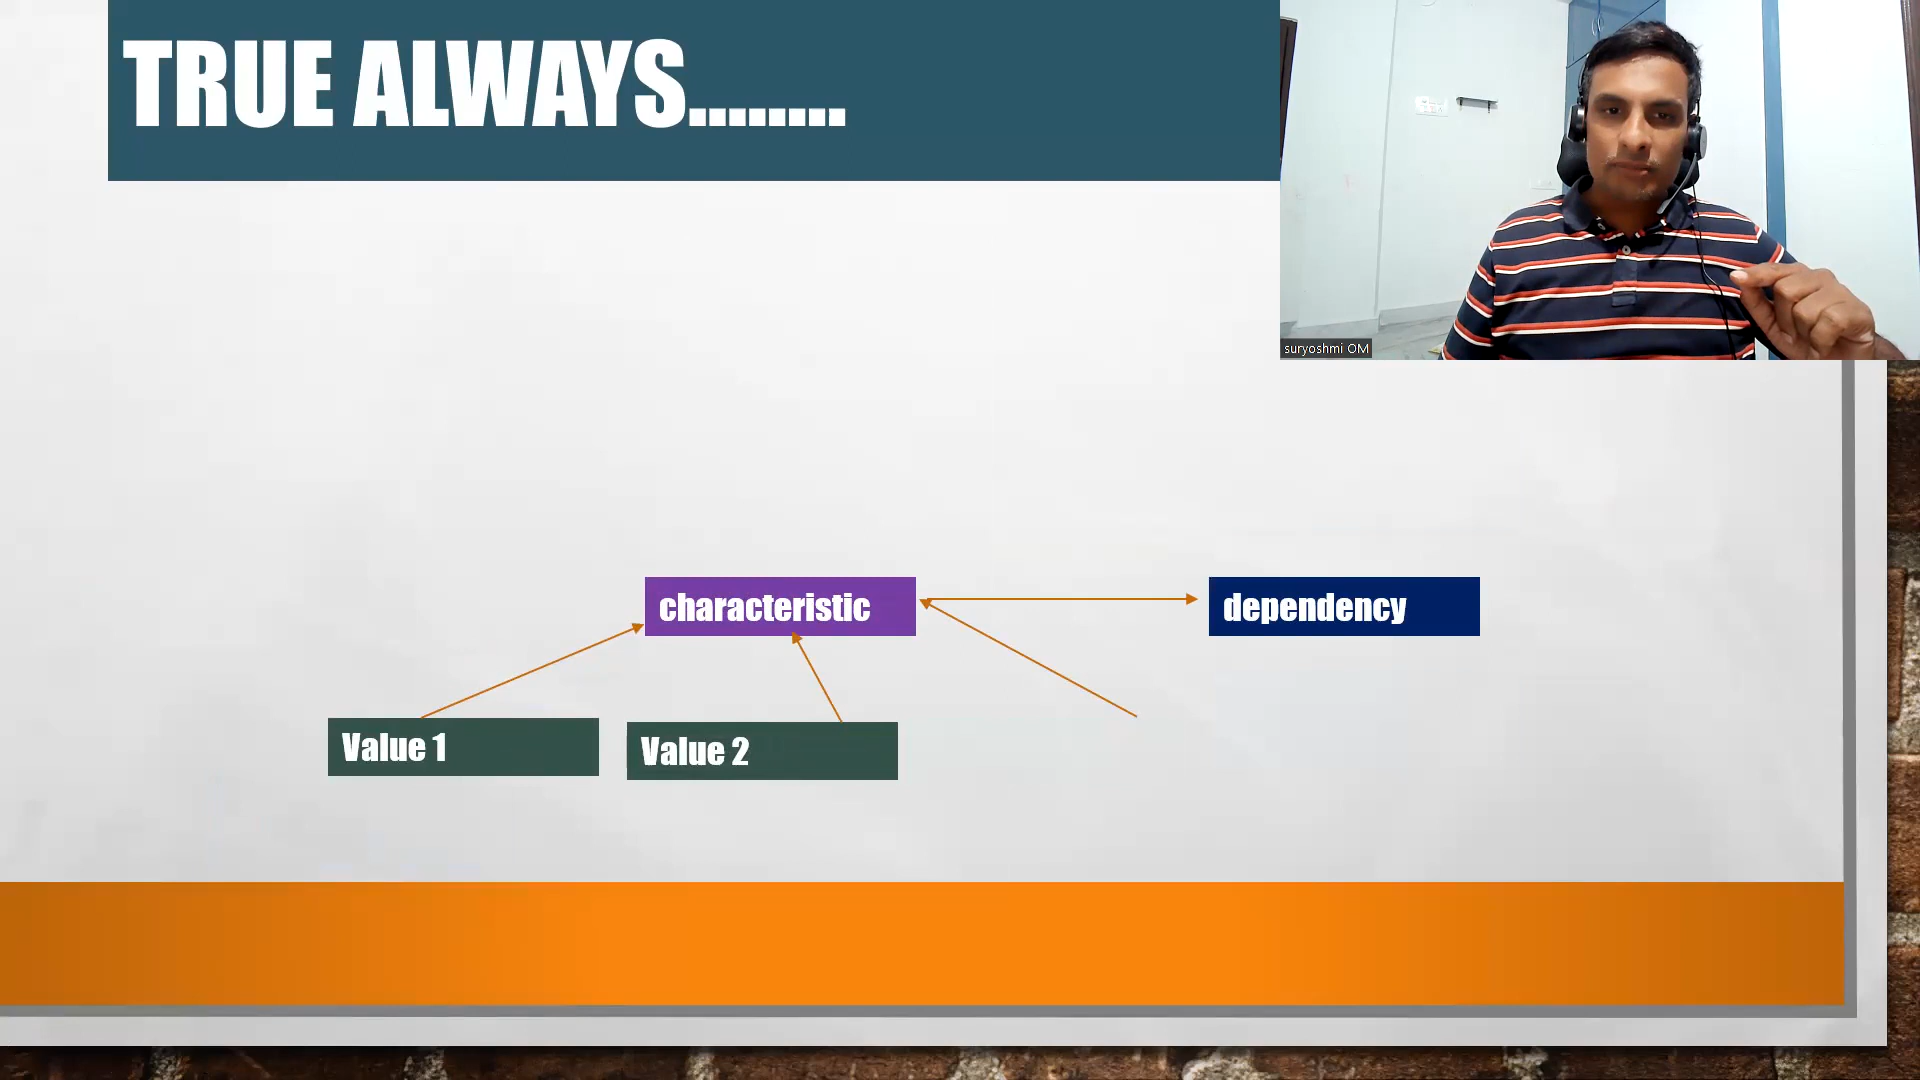 TRUE ALWAYS........
suryoshmi OM
characteristic
dependency
Value 1
Value 2